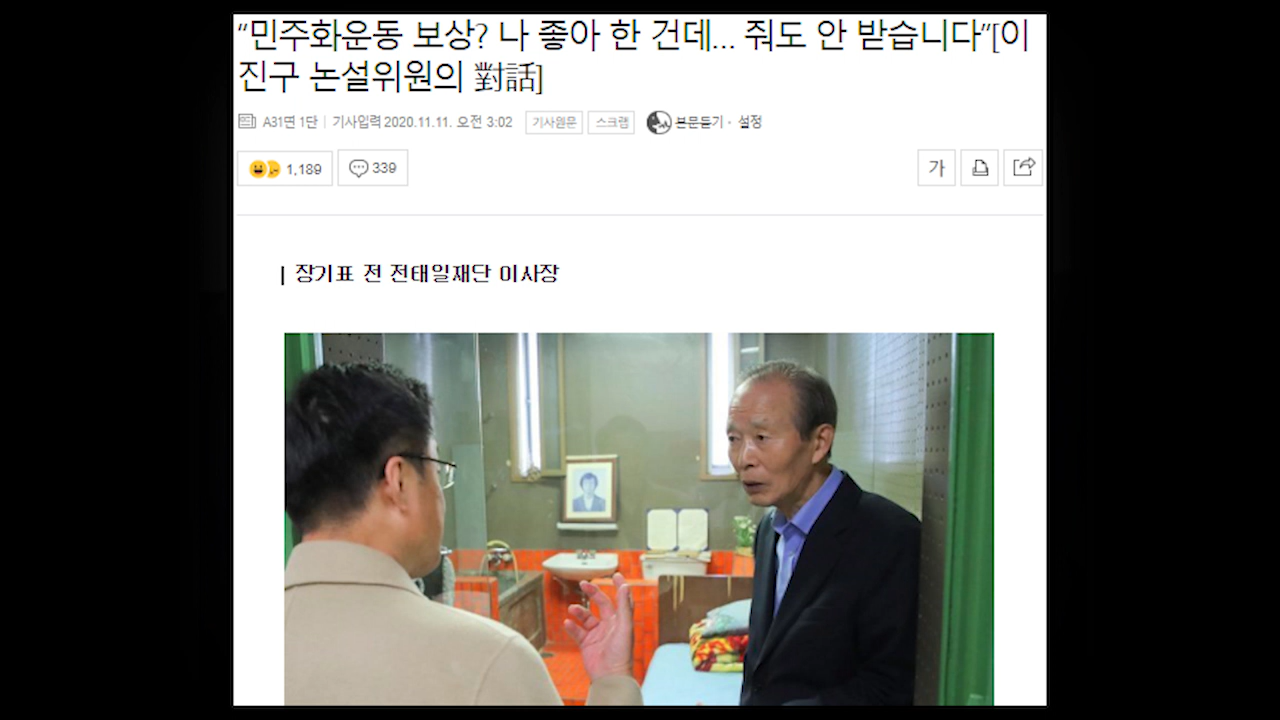 “민주화운동 보상? 나 좋아 한 건데... 줘도 안 받습니다”[이
진구 논설위원의 對話]
A31면 1단 | 기사입력 2020.11.11. 오전 3:02 기사원문 스크랩 본문듣기 · 설정
1,189 339 가
| 장기표 전 전태일재단 이사장